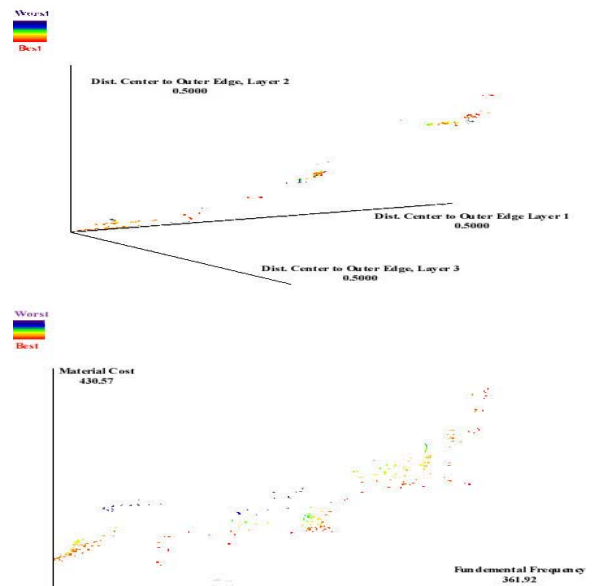 Worst
Best
Dist. Center to Outer Edge, Layer 2
0.5000
Dist. Center to Outer Edge Layer 1
0.5000
Dist. Center to Outer Edge, Layer 3
0.5000
Worst
Best
Material Cost
430.57
Fundemental Frequency
361.92